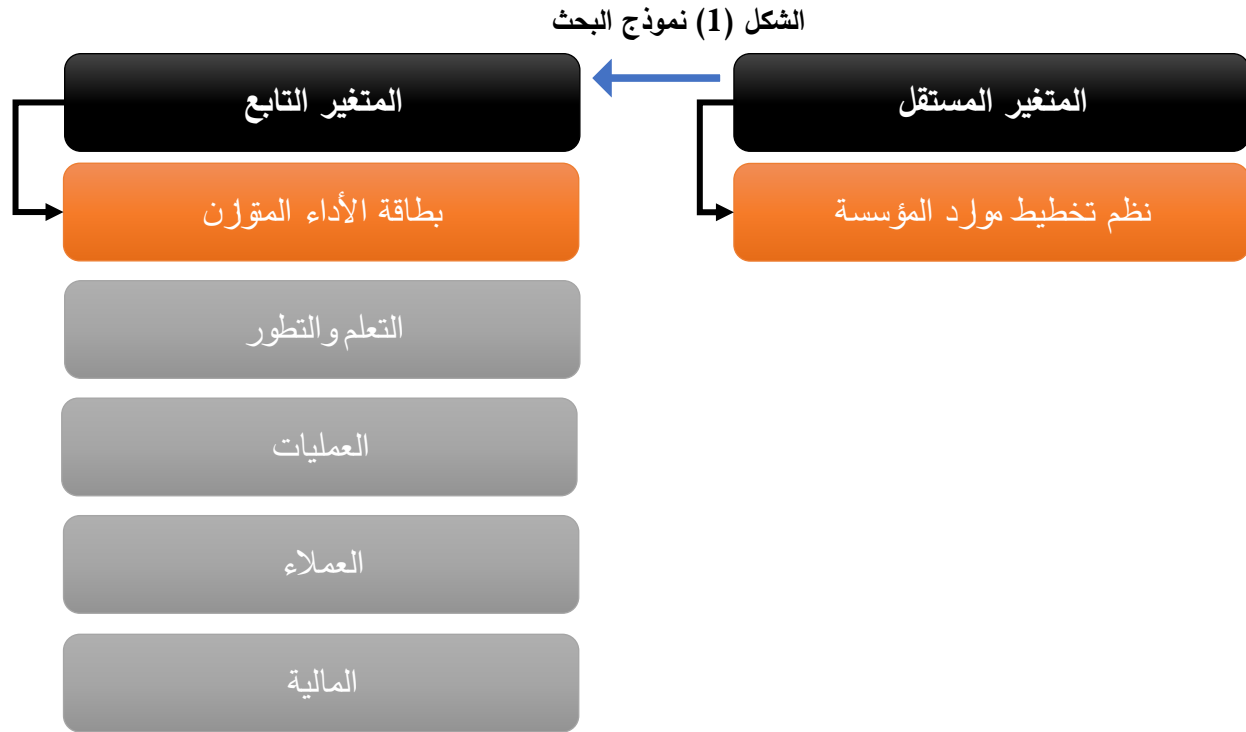 الشكل (1) نموذج البحث
المتغير المستقل
المتغير التابع
نظم تخطيط موارد المؤسسة
بطاقة الأداء المتوازن
التعلم والتطور
العمليات
العملاء
المالية